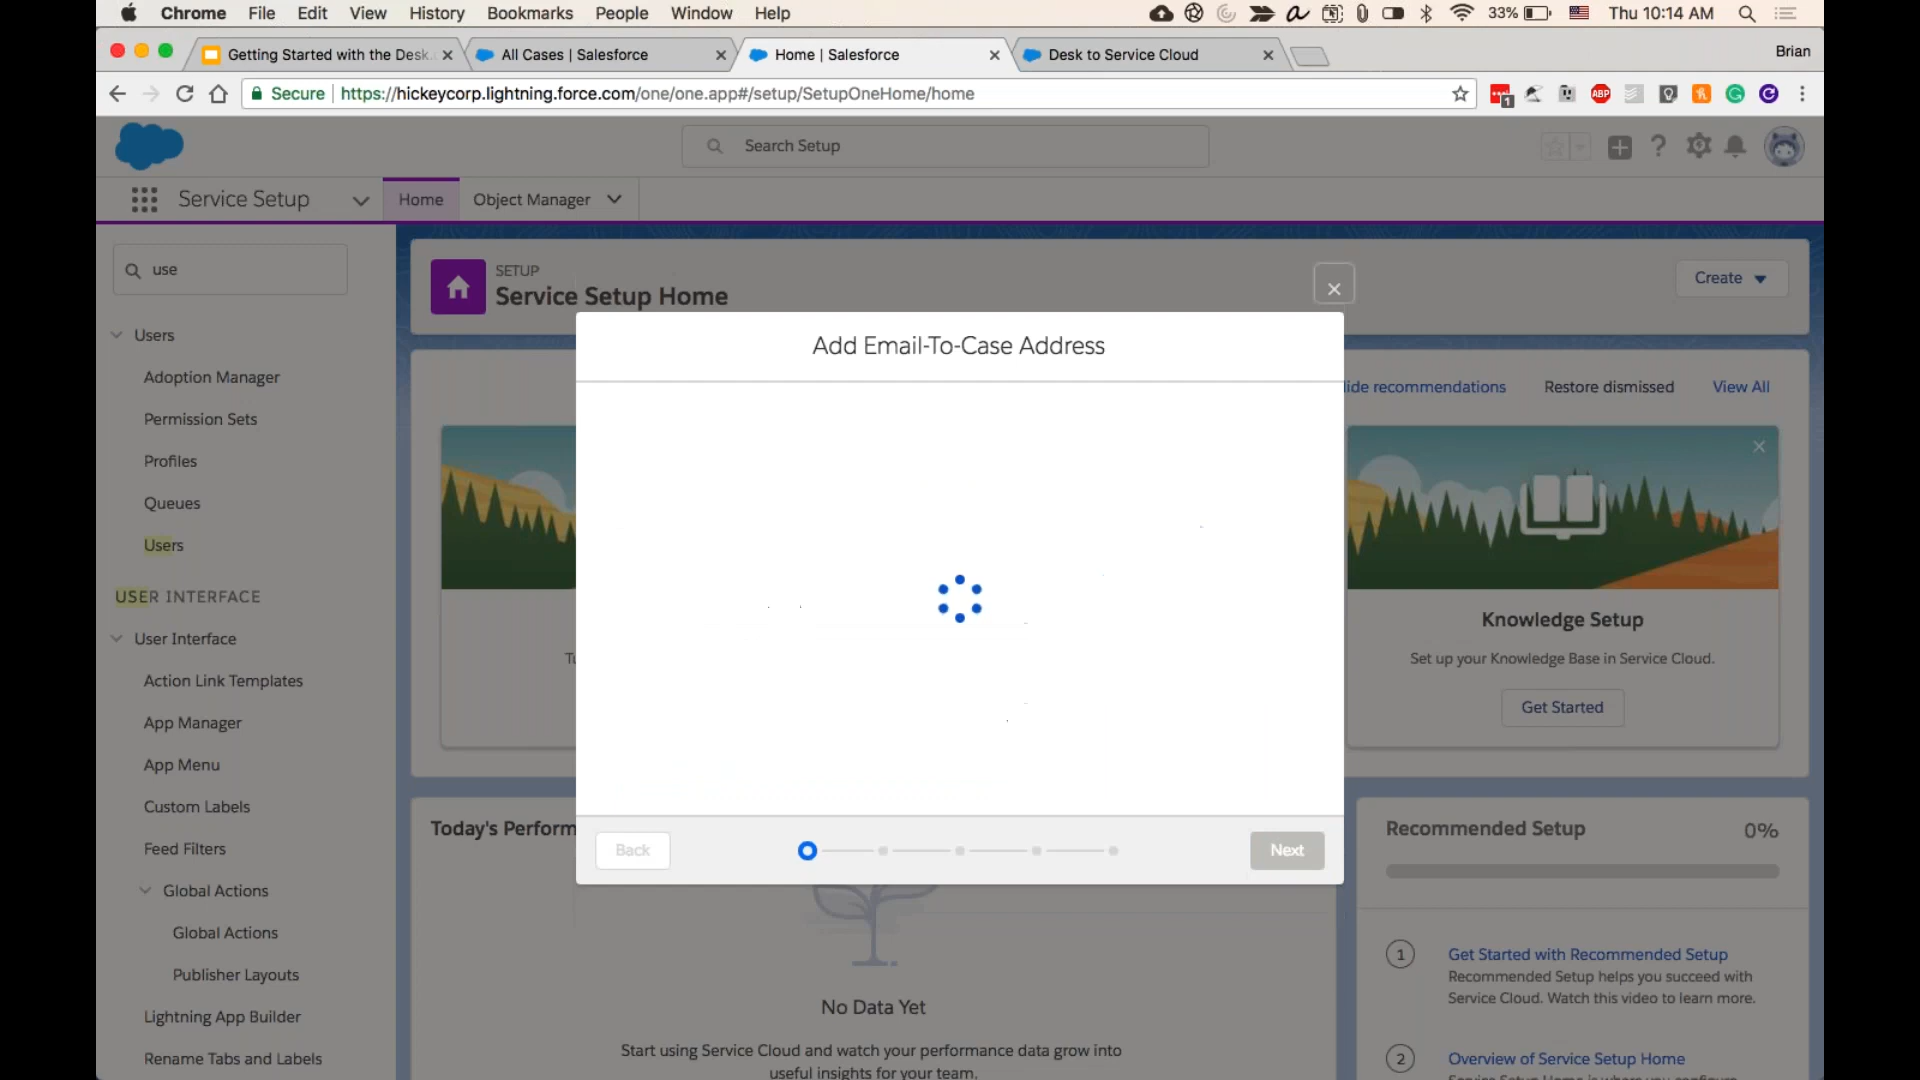 Chrome File Edit View History Bookmarks People Window Help 33% Thu 10:14 AM
Getting Started with the Desk. All Cases | Salesforce Home | Salesforce Desk to Service Cloud Brian
Secure https://hickeycorp.lightning.force.com/one/one.app#/setup/SetupOneHome/home 1 ABP
Search Setup
Service Setup Home Object Manager
use
SETUP
Service Setup Home
Create
Users
Adoption Manager
Permission Sets
Profiles
Queues
Users
USER INTERFACE
User Interface
Action Link Templates
App Manager
App Menu
Custom Labels
Feed Filters
Global Actions
Global Actions
Publisher Layouts
Lightning App Builder
Rename Tabs and Labels
Add Email-To-Case Address
Back Next
ide recommendations Restore dismissed View All
Knowledge Setup
Set up your Knowledge Base in Service Cloud.
Get Started
Today's Perform
No Data Yet
Start using Service Cloud and watch your performance data grow into
useful insights for your team.
Recommended Setup 0%
1 Get Started with Recommended Setup
Recommended Setup helps you succeed with
Service Cloud. Watch this video to learn more.
2 Overview of Service Setup Home